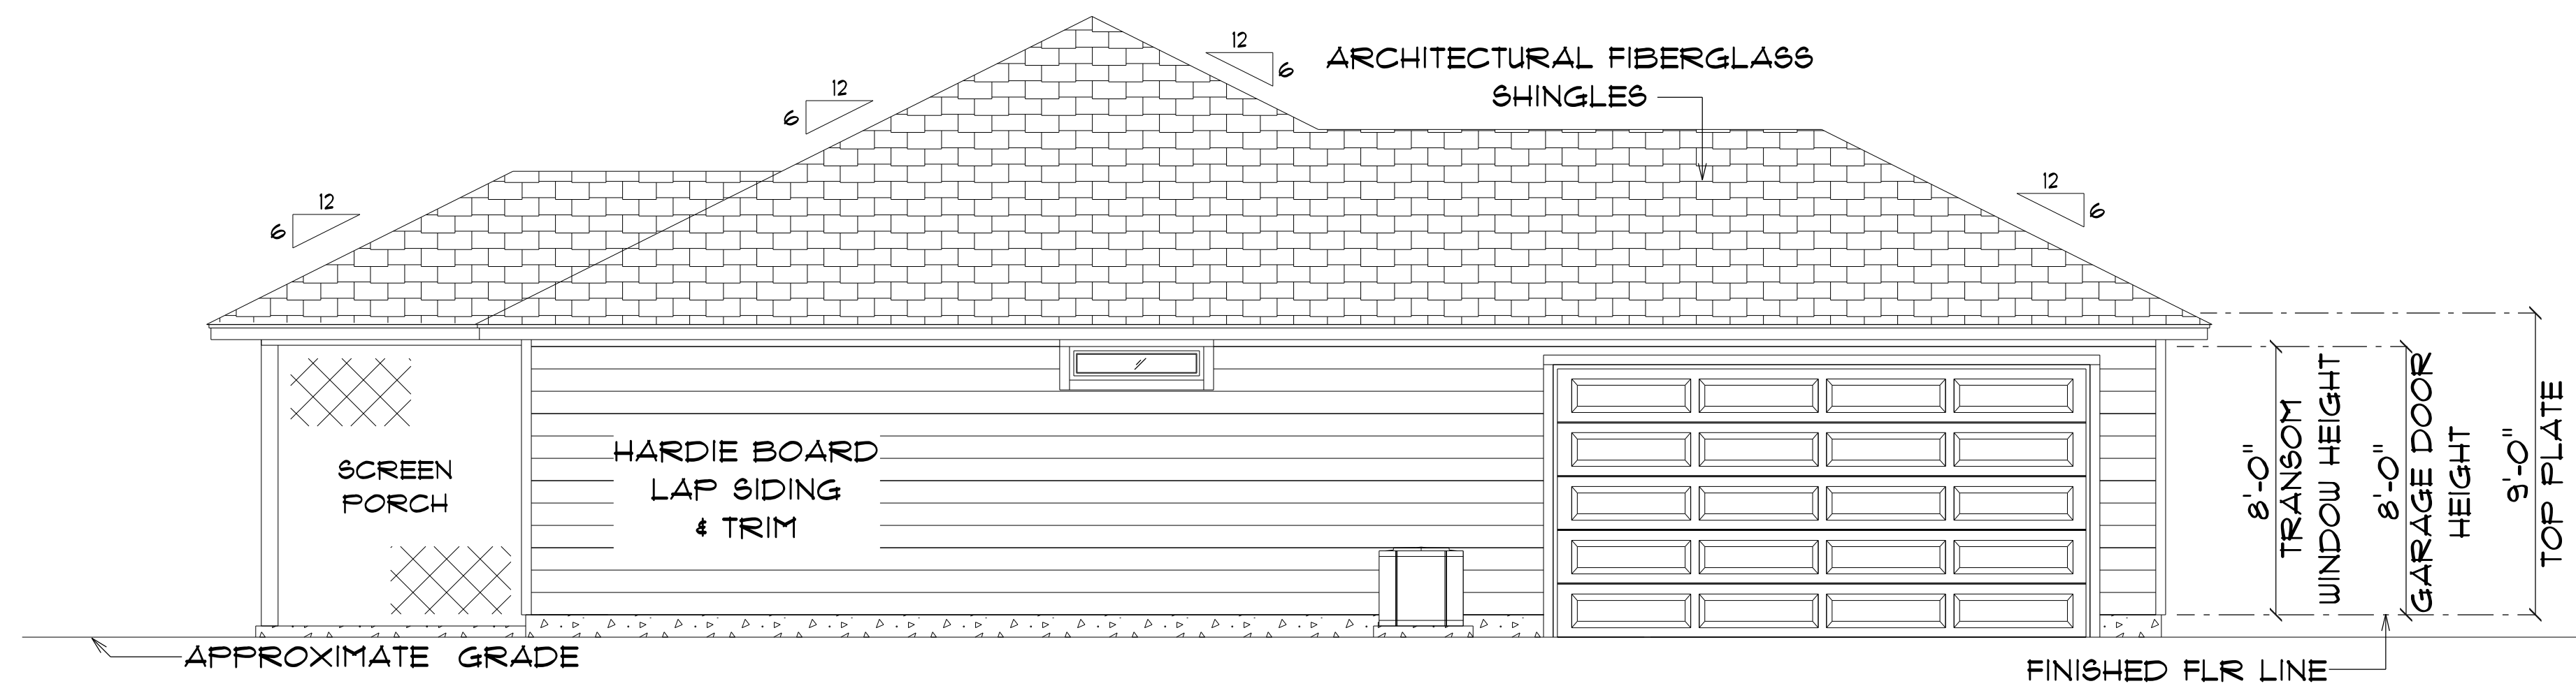 12
6
ARCHITECTURAL FIBERGLASS
SHINGLES
12
6
12
6
12
6
SCREEN
PORCH
HARDIE BOARD
LAP SIDING
& TRIM
8'-0"
TRANSOM
WINDOW HEIGHT
8'-0"
GARAGE DOOR
HEIGHT
9'-0"
TOP PLATE
APPROXIMATE GRADE
FINISHED FLR LINE